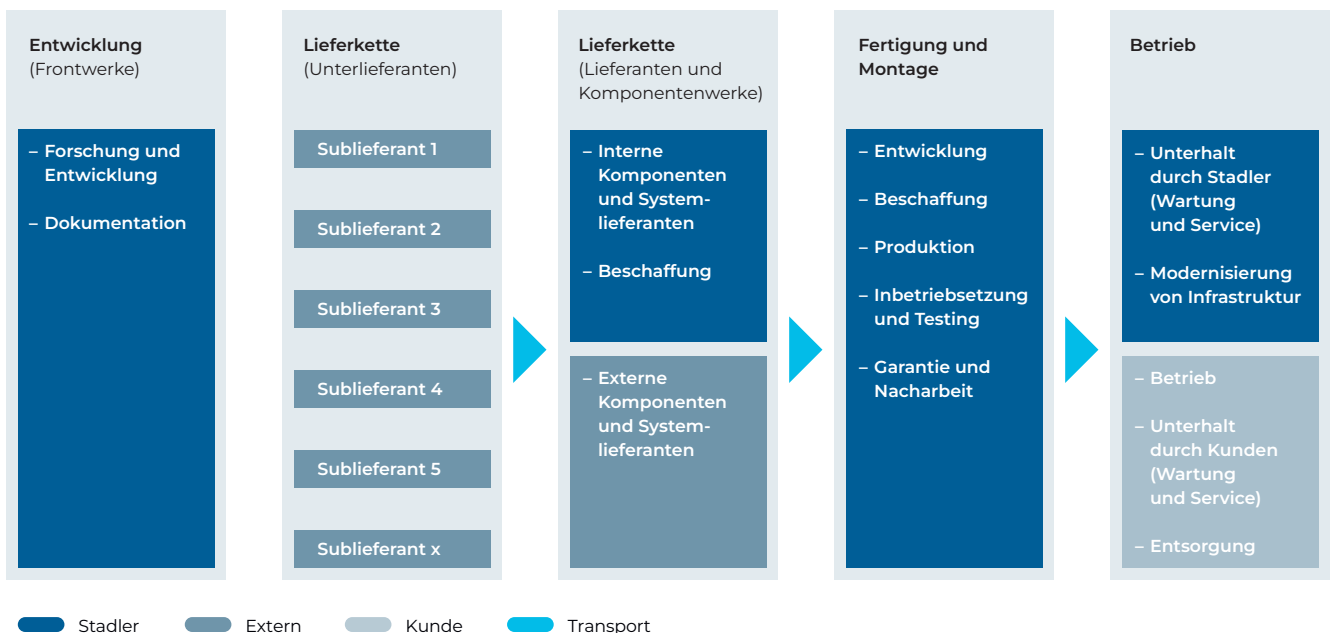 Entwicklung
(Frontwerke)
– Forschung und
Entwicklung
– Dokumentation
Lieferkette
(Unterlieferanten)
Sublieferant 1
Sublieferant 2
Sublieferant 3
Sublieferant 4
Sublieferant 5
Sublieferant x
Lieferkette
(Lieferanten und
Komponentenwerke)
– Interne
Komponenten
und System-
lieferanten
– Beschaffung
– Externe
Komponenten
und System-
lieferanten
Fertigung und
Montage
– Entwicklung
– Beschaffung
– Produktion
– Inbetriebsetzung
und Testing
– Garantie und
Nacharbeit
Betrieb
– Unterhalt
durch Stadler
(Wartung
und Service)
– Modernisierung
von Infrastruktur
– Betrieb
– Unterhalt
durch Kunden
(Wartung
und Service)
– Entsorgung
Stadler
Extern
Kunde
Transport